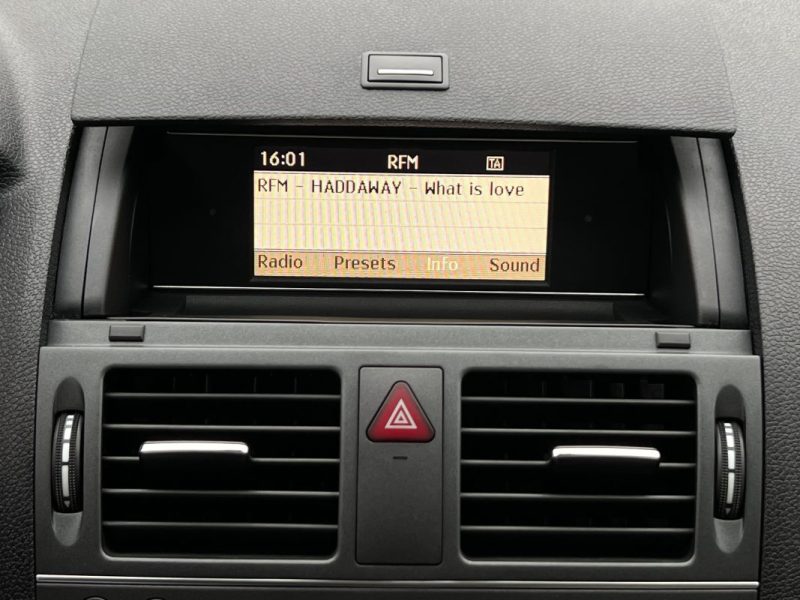 16:01 RFM TA
RFM - HADDAWAY - What is love
Radio Presets Info Sound